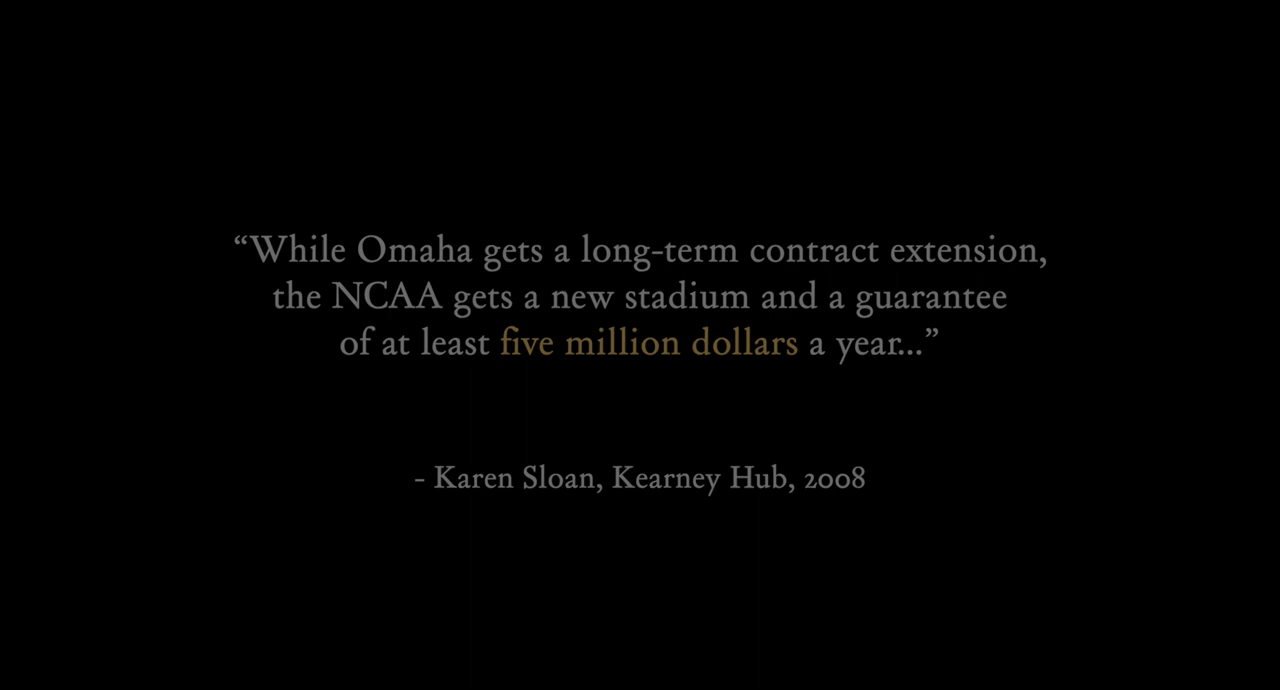 “While Omaha gets a long-term contract extension,
the NCAA gets a new stadium and a guarantee
of at least five million dollars a year...”
- Karen Sloan, Kearney Hub, 2008